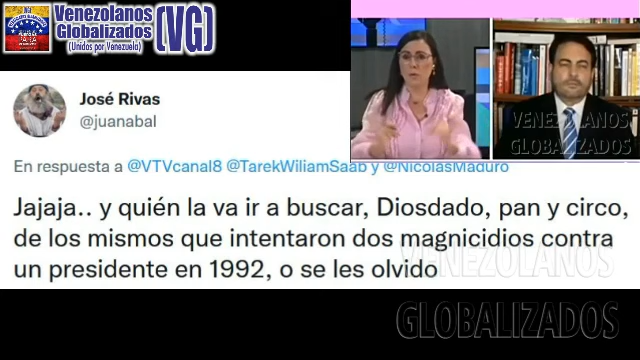 Venezolanos
Globalizados
(Unidos por Venezuela)
(VG)
José Rivas
@juanabal
En respuesta a @VTVcanal8 @TarekWiliamSaab y @NicolasMaduro
Jajaja.. y quién la va ir a buscar, Diosdado, pan y circo,
de los mismos que intentaron dos magnicidios contra
un presidente en 1992, o se les olvido
VENEZOLANOS
GLOBALIZADOS
VENEZOLANOS
GLOBALIZADOS